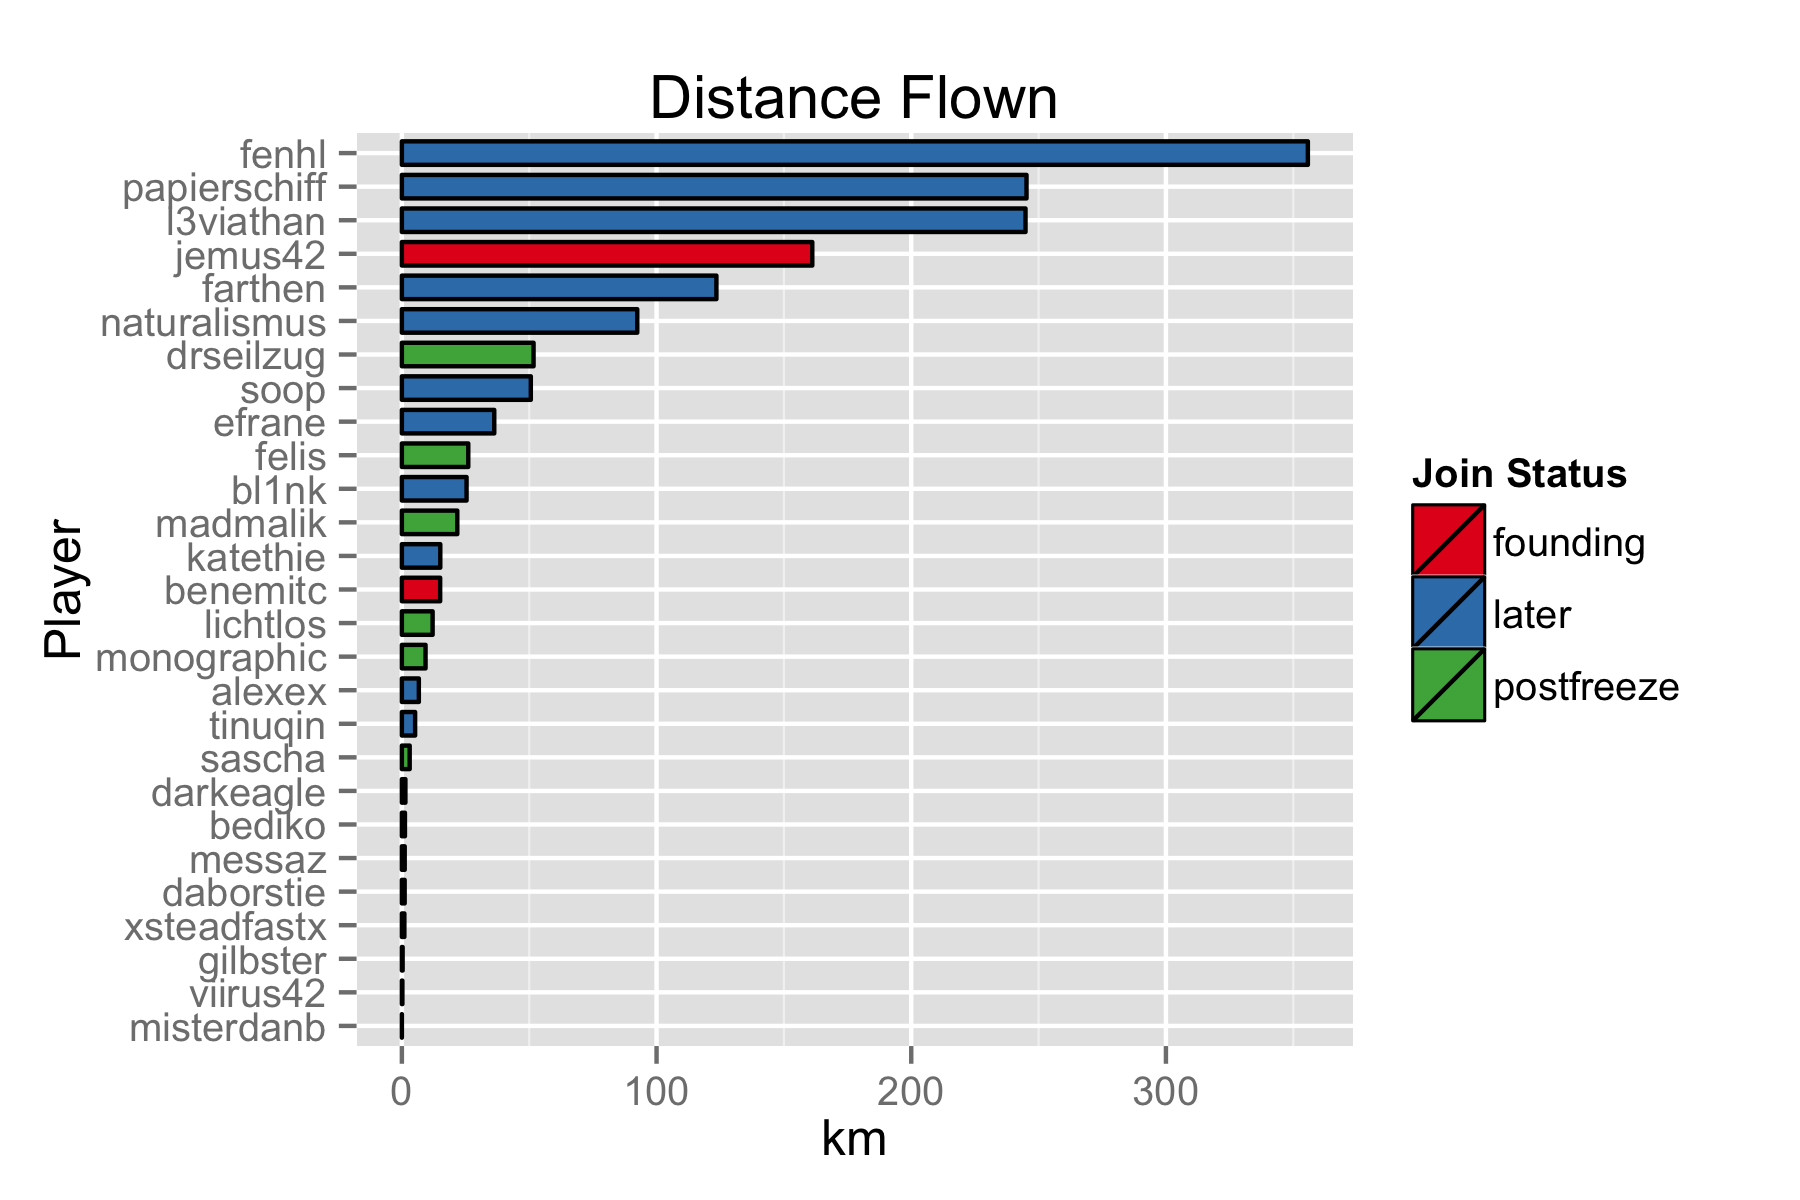 Distance Flown
fenhl
papierschiff
l3viathan
jemus42
farthen
naturalismus
drseilzug
soop
efrane
felis
bl1nk
madmalik
katethie
benemitc
lichtlos
monographic
alexex
tinuqin
sascha
darkeagle
bediko
messaz
daborstie
xsteadfastx
gilbster
viirus42
misterdanb
Player
0 100 200 300
km
Join Status
founding
later
postfreeze